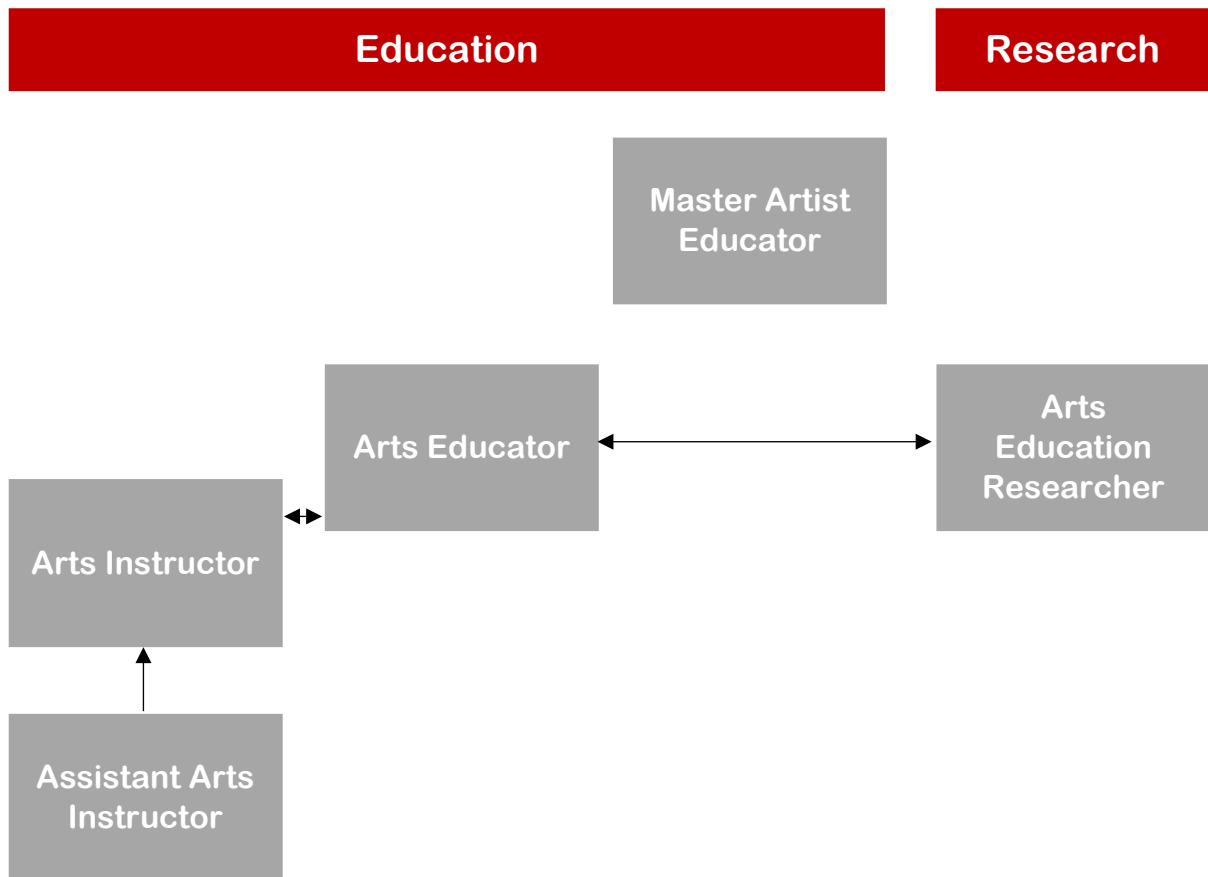 Education
Research
Master Artist
Educator
Arts Educator
Arts
Education
Researcher
Arts Instructor
Assistant Arts
Instructor